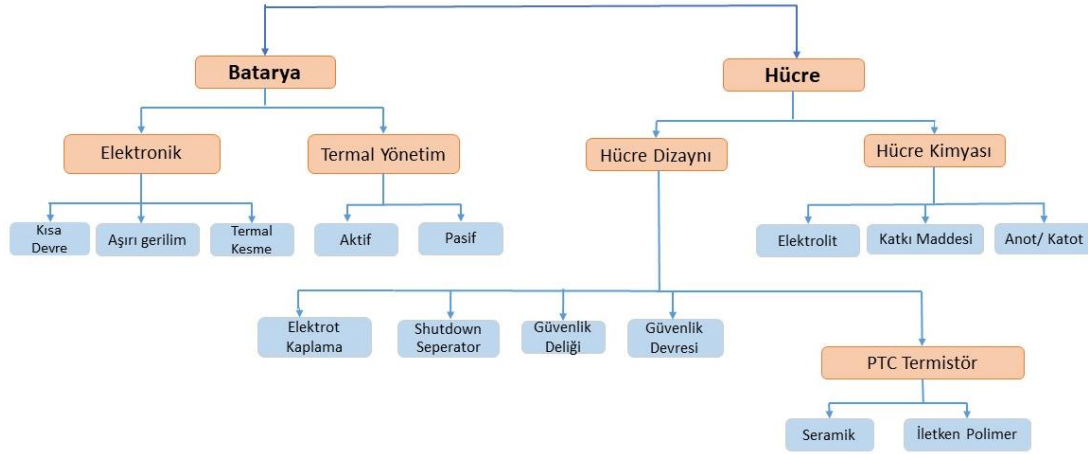 Batarya
Hücre
Elektronik
Termal Yönetim
Hücre Dizaynı
Hücre Kimyası
Kısa
Devre
Aşırı gerilim
Termal
Kesme
Aktif
Pasif
Elektrolit
Katkı Maddesi
Anot/ Katot
Elektrot
Kaplama
Shutdown
Seperator
Güvenlik
Deliği
Güvenlik
Devresi
PTC Termistör
Seramik
İletken Polimer